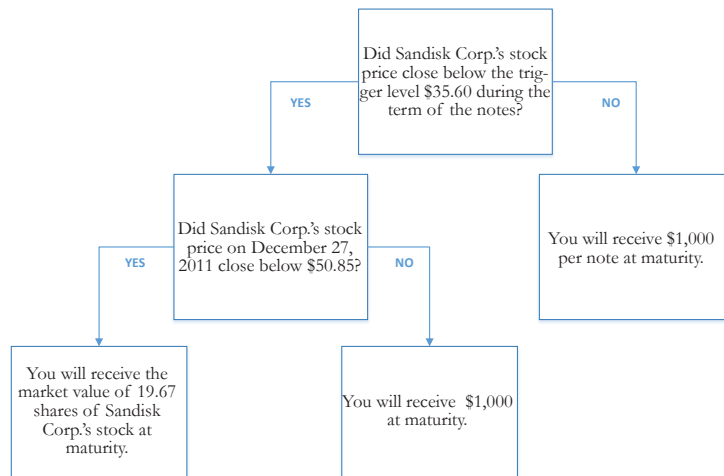 Did Sandisk Corp.'s stock
price close below the trig-
ger level $35.60 during the
term of the notes?
YES
NO
Did Sandisk Corp.'s stock
price on December 27,
2011 close below $50.85?
You will receive $1,000
per note at maturity.
YES
NO
You will receive the
market value of 19.67
shares of Sandisk
Corp.'s stock at
maturity.
You will receive $1,000
at maturity.